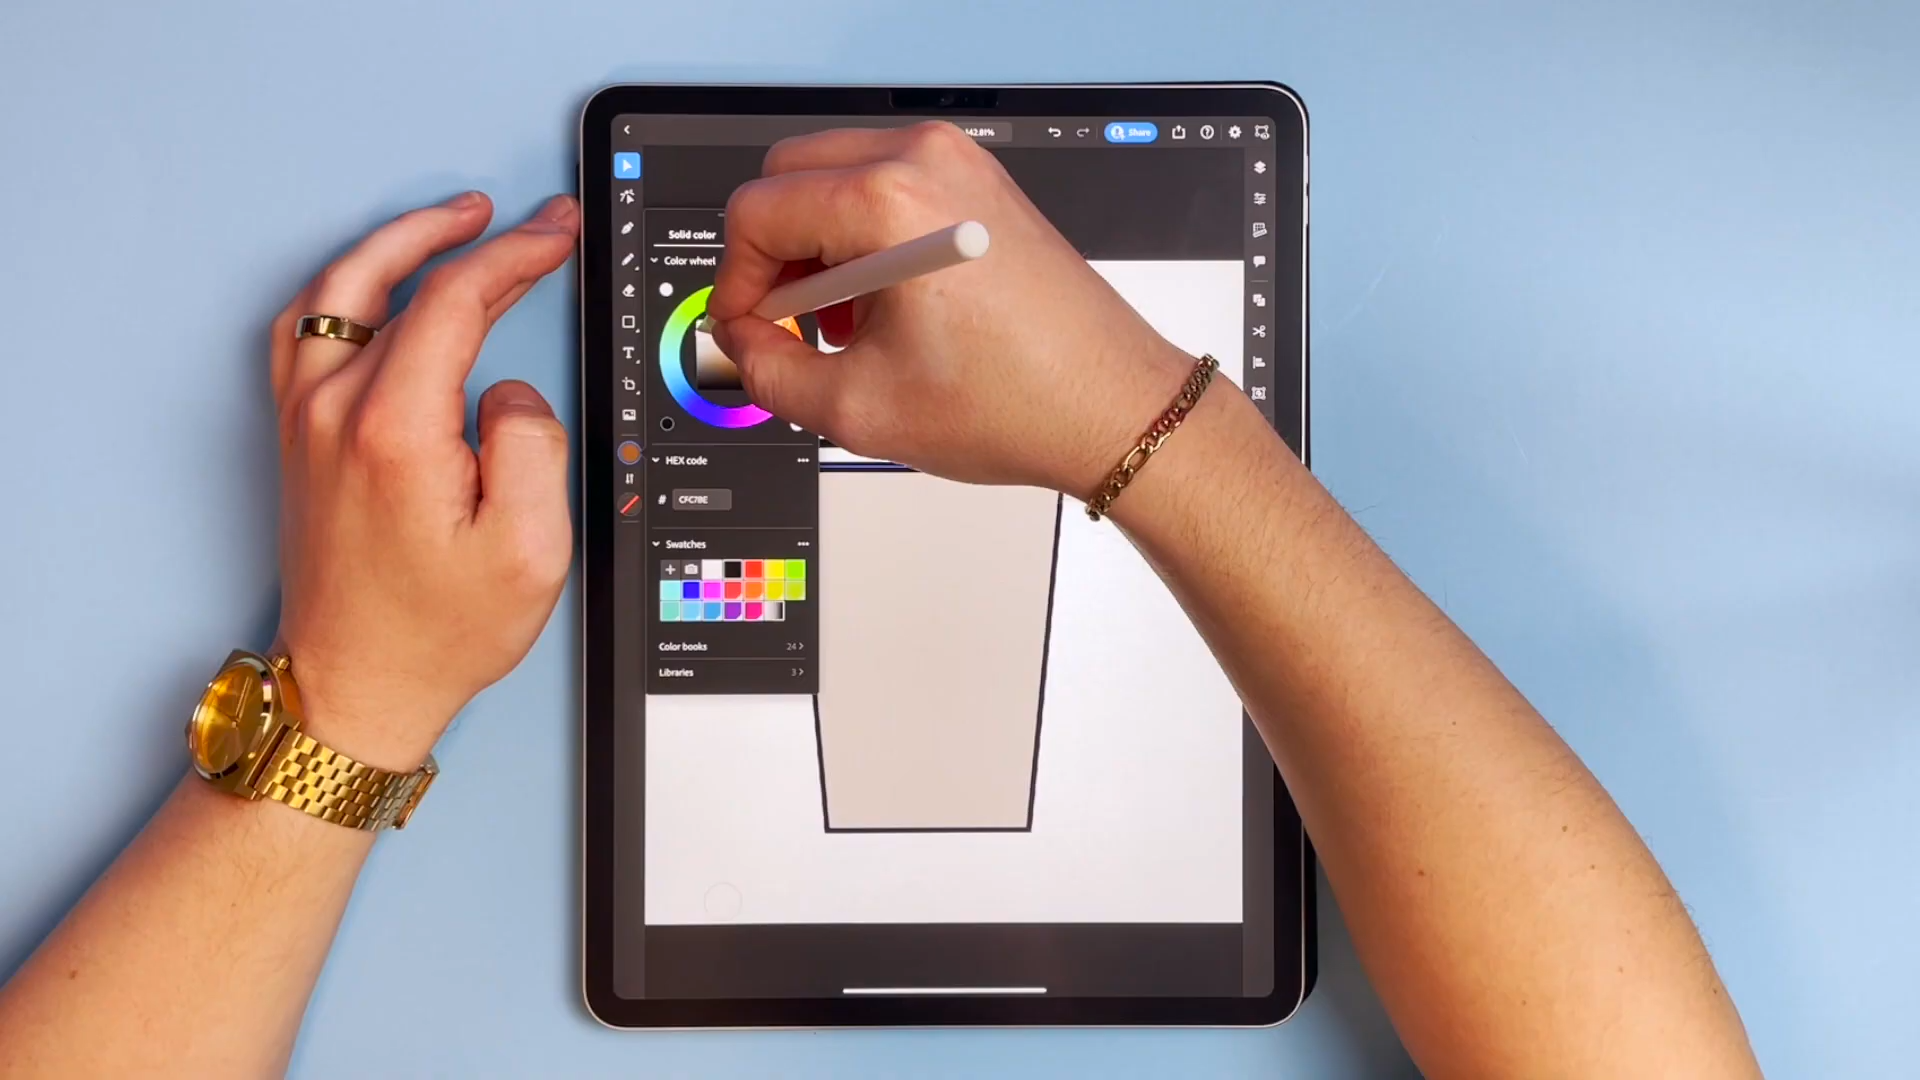 142.81%
Share
Solid color
Color wheel
HEX code
# CFC7BE
Swatches
Color books 24
Libraries 3
T